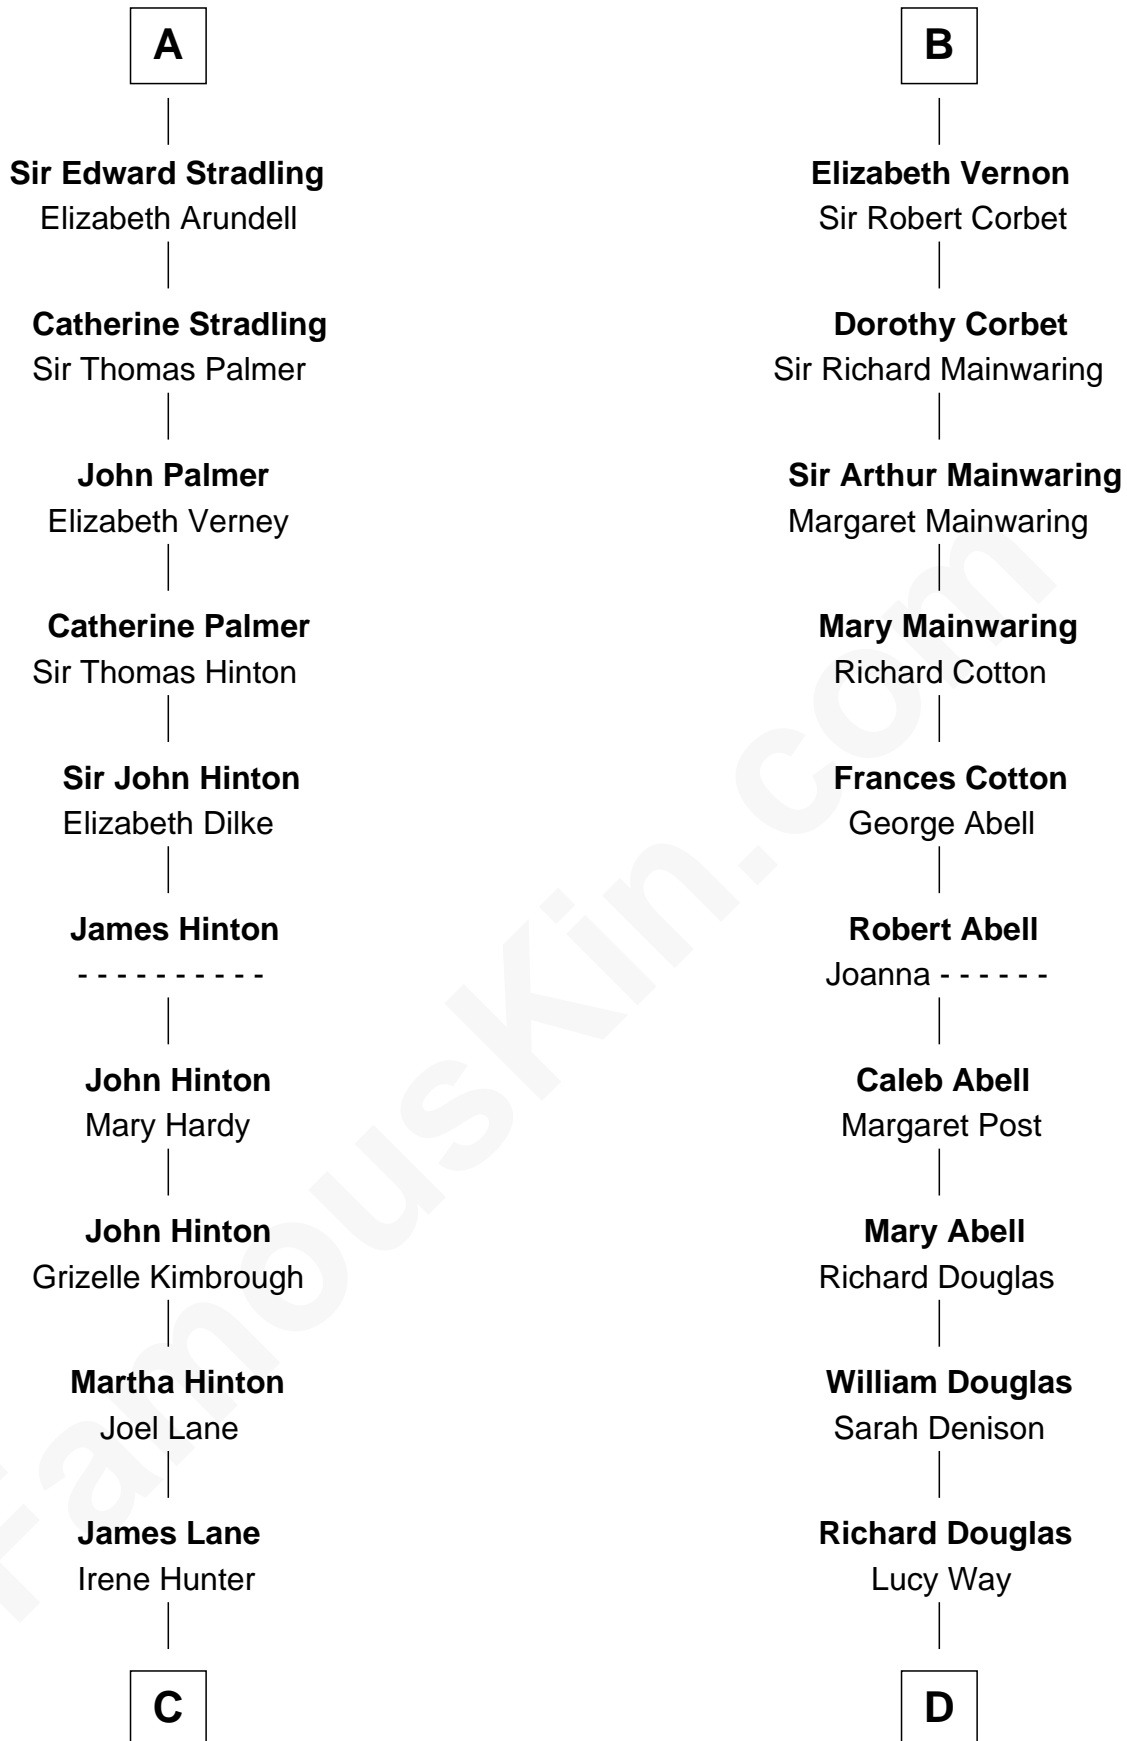 A
Sir Edward Stradling
Elizabeth Arundell
Catherine Stradling
Sir Thomas Palmer
John Palmer
Elizabeth Verney
Catherine Palmer
Sir Thomas Hinton
Sir John Hinton
Elizabeth Dilke
James Hinton
- - - - - - - - - -
John Hinton
Mary Hardy
John Hinton
Grizelle Kimbrough
Martha Hinton
Joel Lane
James Lane
Irene Hunter
C
B
Elizabeth Vernon
Sir Robert Corbet
Dorothy Corbet
Sir Richard Mainwaring
Sir Arthur Mainwaring
Margaret Mainwaring
Mary Mainwaring
Richard Cotton
Frances Cotton
George Abell
Robert Abell
Joanna - - - - - -
Caleb Abell
Margaret Post
Mary Abell
Richard Douglas
William Douglas
Sarah Denison
Richard Douglas
Lucy Way
D
FamousKin.com